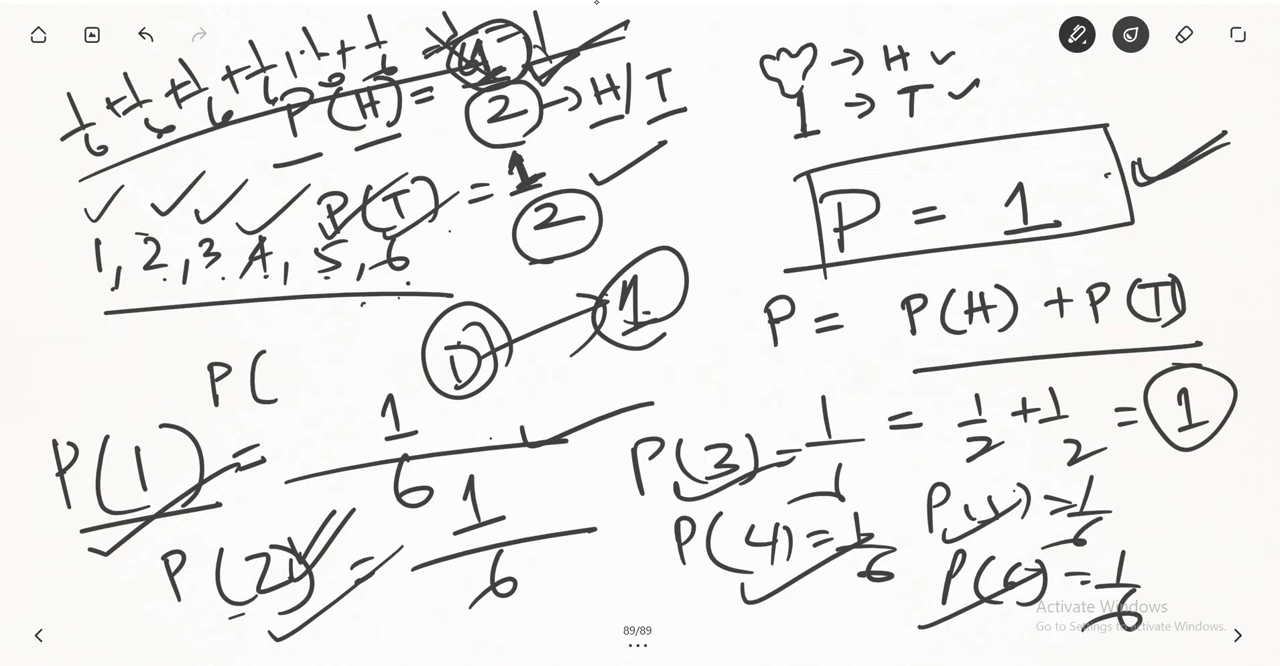 1/6 + 1/6 + 1/6 + 1/6 + 1/6 + 1/6 = 1
P(H) = 1/2 → H/T
P(T) = 1/2
1, 2, 3 4, 5, 6
D → 1
P(
P(1) = 1/6
P(2) = 1/6
→ H ✓
→ T ✓
P = 1
P = P(H) + P(T)
= 1/2 + 1/2 = 1
P(3) = 1/6
P(4) = 1/6
P( ) = 1/6
P(6) = 1/6
89/89
Activate Windows
Go to Settings to activate Windows.